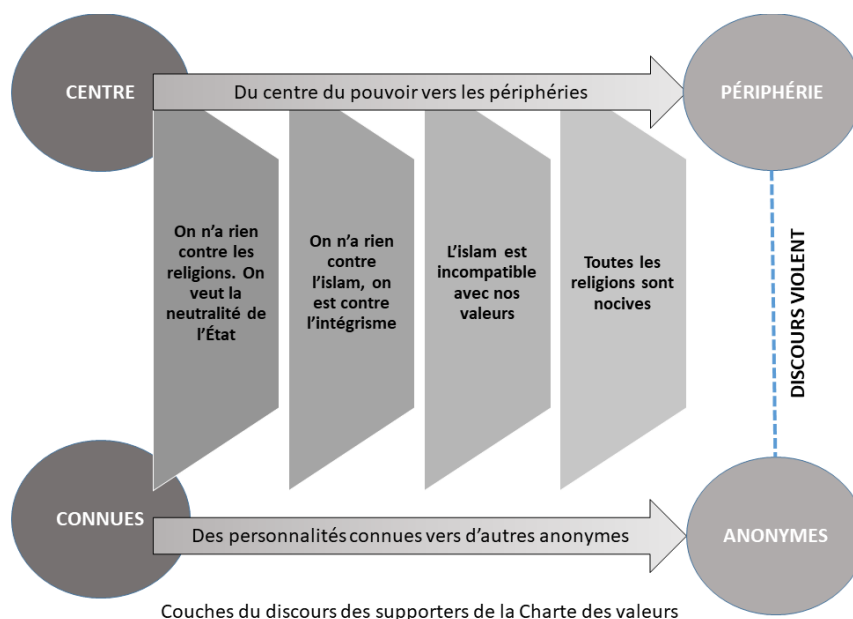 CENTRE
Du centre du pouvoir vers les périphéries
PÉRIPHÉRIE
On n'a rien
contre les
religions. On
veut la
neutralité de
l'État
On n'a rien
contre
l'islam, on
est contre
l'intégrisme
L'islam est
incompatible
avec nos
valeurs
Toutes les
religions sont
nocives
DISCOURS VIOLENT
CONNUES
Des personnalités connues vers d'autres anonymes
ANONYMES
Couches du discours des supporters de la Charte des valeurs